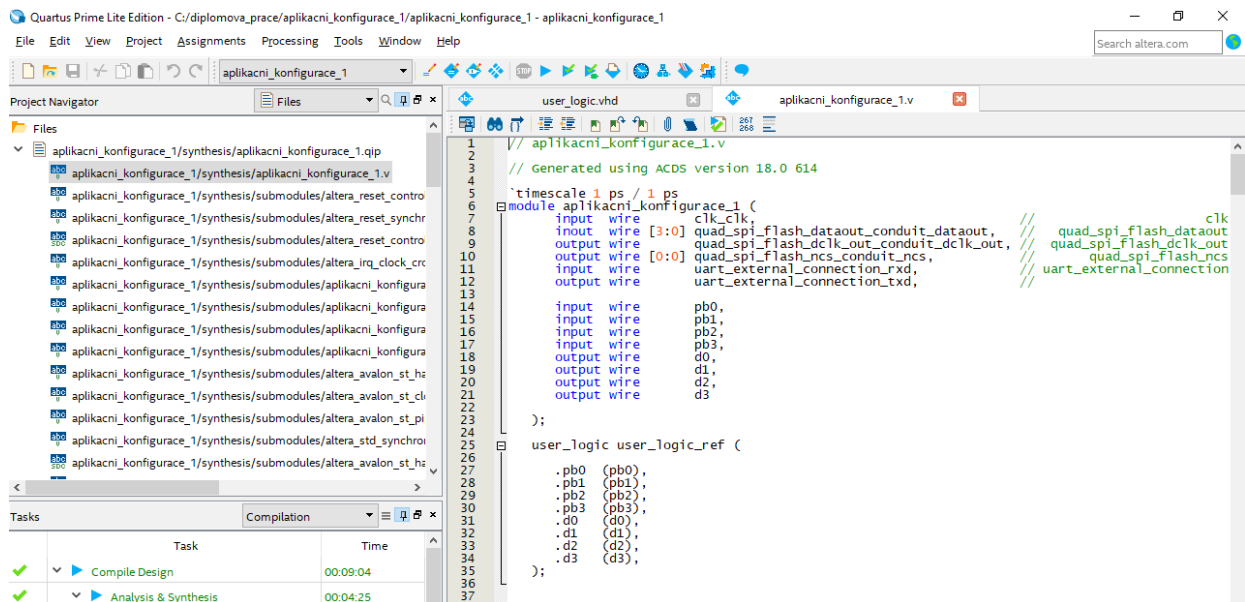 Quartus Prime Lite Edition - C:/diplomova_prace/aplikacni_konfigurace_1/aplikacni_konfigurace_1 - aplikacni_konfigurace_1
File Edit View Project Assignments Processing Tools Window Help
Search altera.com
aplikacni_konfigurace_1
Project Navigator
Files
user_logic.vhd
aplikacni_konfigurace_1.v
Files
aplikacni_konfigurace_1/synthesis/aplikacni_konfigurace_1.qip
aplikacni_konfigurace_1/synthesis/aplikacni_konfigurace_1.v
aplikacni_konfigurace_1/synthesis/submodules/altera_reset_contro
aplikacni_konfigurace_1/synthesis/submodules/altera_reset_synchr
aplikacni_konfigurace_1/synthesis/submodules/altera_reset_contro
aplikacni_konfigurace_1/synthesis/submodules/altera_irq_clock_crc
aplikacni_konfigurace_1/synthesis/submodules/aplikacni_konfigura
aplikacni_konfigurace_1/synthesis/submodules/aplikacni_konfigura
aplikacni_konfigurace_1/synthesis/submodules/aplikacni_konfigura
aplikacni_konfigurace_1/synthesis/submodules/altera_avalon_st_ha
aplikacni_konfigurace_1/synthesis/submodules/altera_avalon_st_cl
aplikacni_konfigurace_1/synthesis/submodules/altera_avalon_st_pi
aplikacni_konfigurace_1/synthesis/submodules/altera_std_synchro
aplikacni_konfigurace_1/synthesis/submodules/altera_avalon_st_ha
Tasks
Compilation
Task Time
Compile Design 00:09:04
Analysis & Synthesis 00:04:25
267
268
1 // aplikacni_konfigurace_1.v
2
3 // Generated using ACDS version 18.0 614
4
5 `timescale 1 ps / 1 ps
6 module aplikacni_konfigurace_1 (
7 input wire clk_clk, // clk
8 inout wire [3:0] quad_spi_flash_dataout_conduit_dataout, // quad_spi_flash_dataout
9 output wire quad_spi_flash_dclk_out_conduit_dclk_out, // quad_spi_flash_dclk_out
10 output wire [0:0] quad_spi_flash_ncs_conduit_ncs, // quad_spi_flash_ncs
11 input wire uart_external_connection_rxd, // uart_external_connection
12 output wire uart_external_connection_txd, //
13
14 input wire pb0,
15 input wire pb1,
16 input wire pb2,
17 input wire pb3,
18 output wire d0,
19 output wire d1,
20 output wire d2,
21 output wire d3
22
23 );
24
25 user_logic user_logic_ref (
26
27 .pb0 (pb0),
28 .pb1 (pb1),
29 .pb2 (pb2),
30 .pb3 (pb3),
31 .d0 (d0),
32 .d1 (d1),
33 .d2 (d2),
34 .d3 (d3),
35 );
36
37